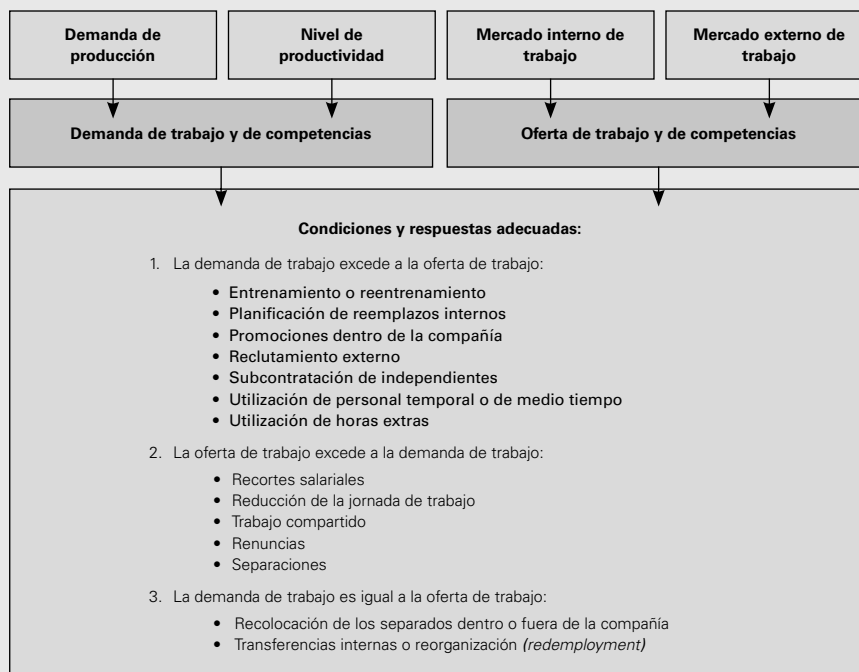 Demanda de
producción
Nivel de
productividad
Mercado interno de
trabajo
Mercado externo de
trabajo
Demanda de trabajo y de competencias
Oferta de trabajo y de competencias
Condiciones y respuestas adecuadas:
1. La demanda de trabajo excede a la oferta de trabajo:
• Entrenamiento o reentrenamiento
• Planificación de reemplazos internos
• Promociones dentro de la compañía
• Reclutamiento externo
• Subcontratación de independientes
• Utilización de personal temporal o de medio tiempo
• Utilización de horas extras
2. La oferta de trabajo excede a la demanda de trabajo:
• Recortes salariales
• Reducción de la jornada de trabajo
• Trabajo compartido
• Renuncias
• Separaciones
3. La demanda de trabajo es igual a la oferta de trabajo:
• Recolocación de los separados dentro o fuera de la compañía
• Transferencias internas o reorganización (redemployment)